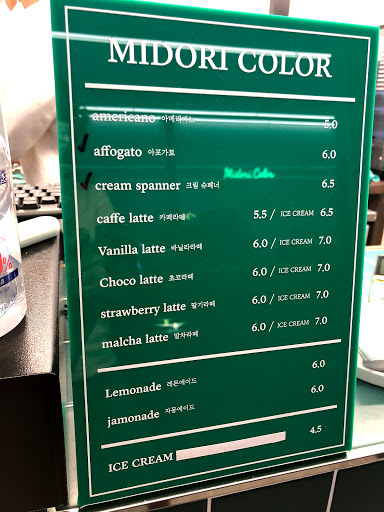 MIDORI COLOR
americano 아메리카노 5.0
affogato 아포가토 6.0
Midori Color
cream spanner 크림 슈페너 6.5
caffe latte 카페라떼 5.5 / ICE CREAM 6.5
Vanilla latte 바닐라라떼 6.0 / ICE CREAM 7.0
Choco latte 초코라떼 6.0 / ICE CREAM 7.0
strawberry latte 딸기라떼 6.0 / ICE CREAM 7.0
malcha latte 말차라떼 6.0 / ICE CREAM 7.0
Lemonade 레몬에이드 6.0
jamonade 자몽에이드 6.0
ICE CREAM 4.5